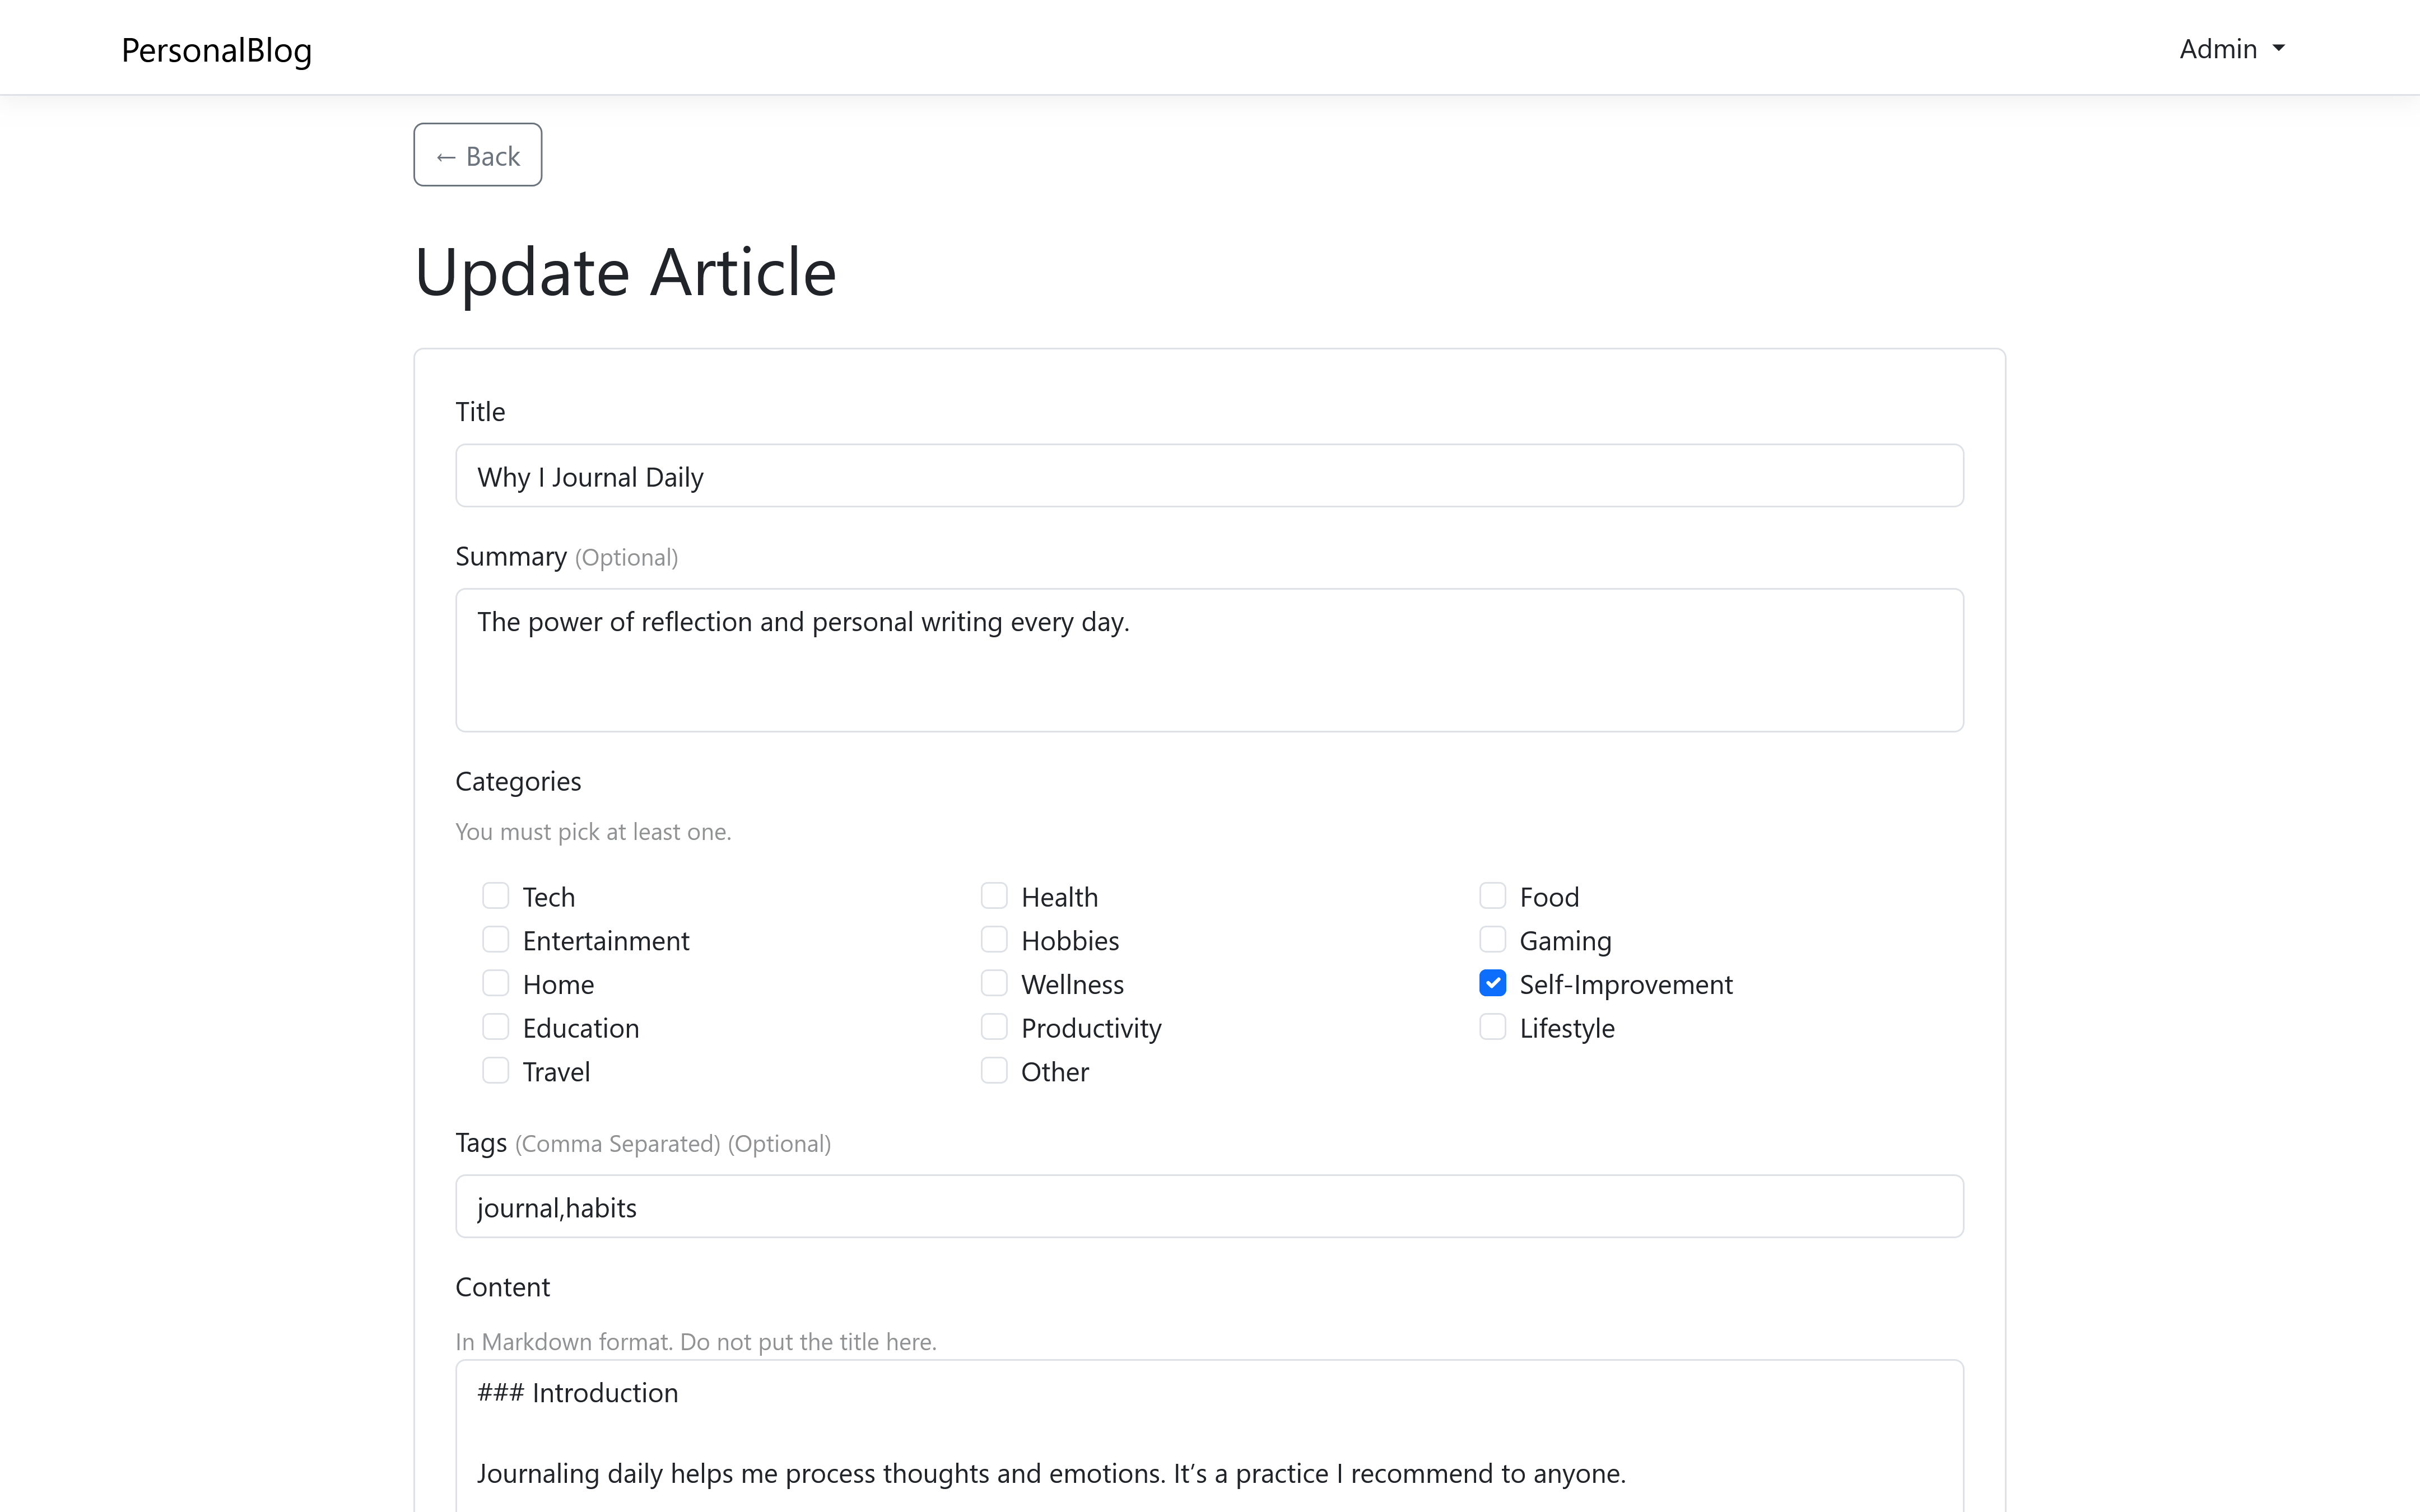 PersonalBlog
Admin
← Back
Update Article
Title
Why I Journal Daily
Summary (Optional)
The power of reflection and personal writing every day.
Categories
You must pick at least one.
Tech
Health
Food
Entertainment
Hobbies
Gaming
Home
Wellness
Self-Improvement
Education
Productivity
Lifestyle
Travel
Other
Tags (Comma Separated) (Optional)
journal,habits
Content
In Markdown format. Do not put the title here.
### Introduction
Journaling daily helps me process thoughts and emotions. It’s a practice I recommend to anyone.